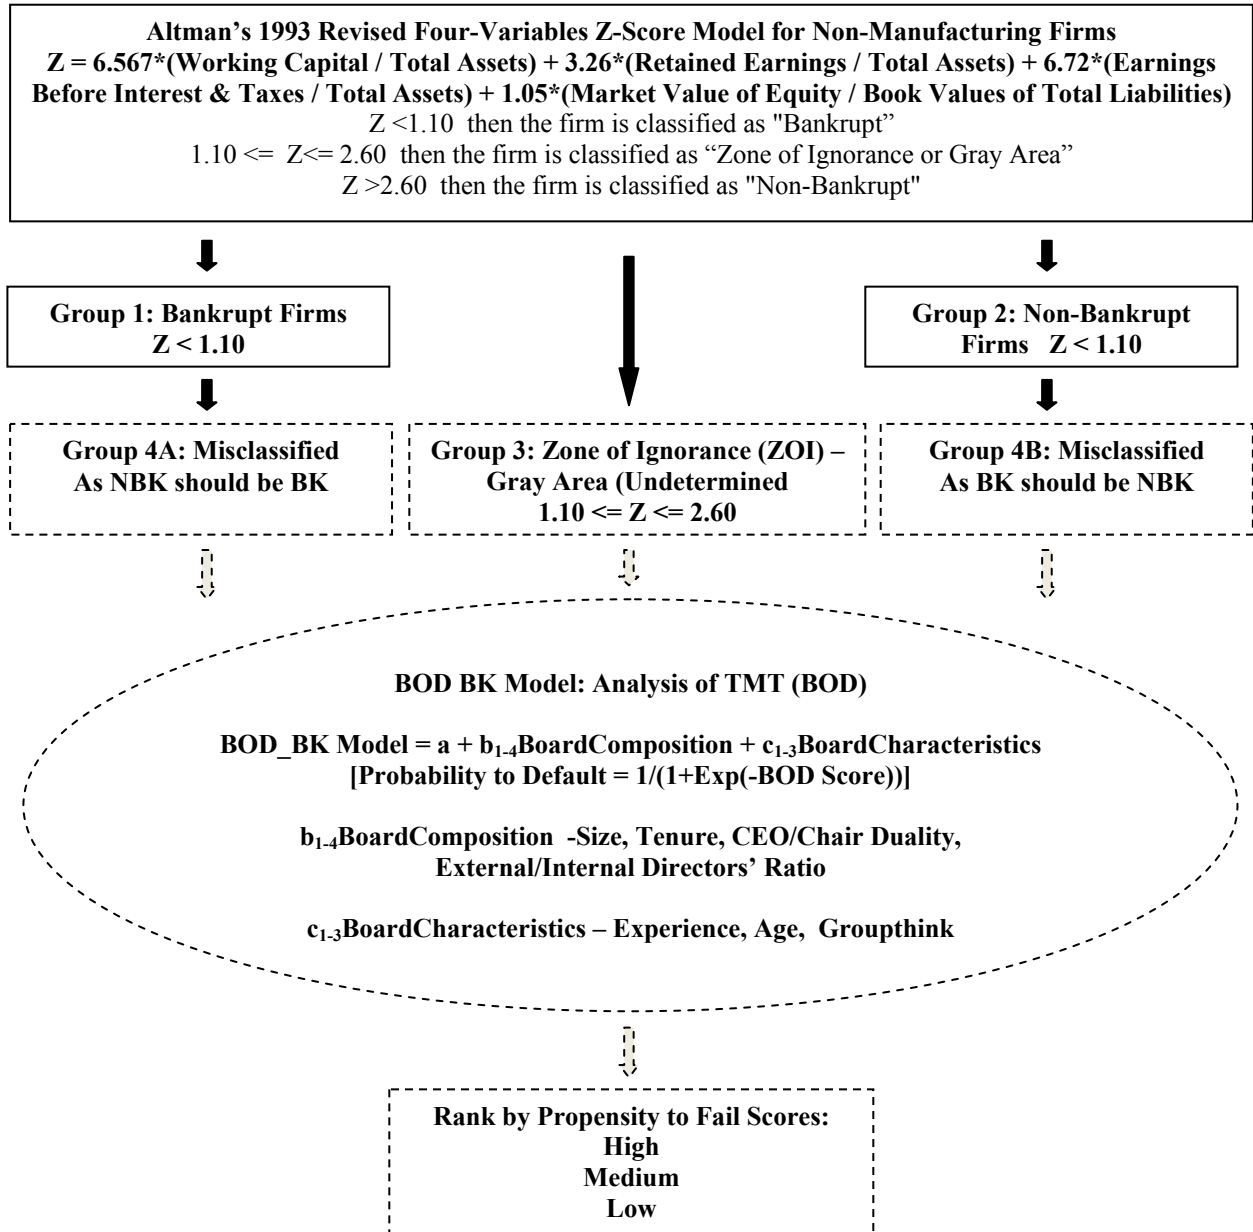 Altman's 1993 Revised Four-Variables Z-Score Model for Non-Manufacturing Firms
Z = 6.567*(Working Capital / Total Assets) + 3.26*(Retained Earnings / Total Assets) + 6.72*(Earnings
Before Interest & Taxes / Total Assets) + 1.05*(Market Value of Equity / Book Values of Total Liabilities)
Z <1.10 then the firm is classified as "Bankrupt”
1.10 <= Z<= 2.60 then the firm is classified as “Zone of Ignorance or Gray Area”
Z >2.60 then the firm is classified as "Non-Bankrupt"
Group 1: Bankrupt Firms
Z < 1.10
Group 2: Non-Bankrupt
Firms Z < 1.10
Group 4A: Misclassified
As NBK should be BK
Group 3: Zone of Ignorance (ZOI) –
Gray Area (Undetermined
1.10 <= Z <= 2.60
Group 4B: Misclassified
As BK should be NBK
BOD BK Model: Analysis of TMT (BOD)
BOD_BK Model = a + b₁₋₄BoardComposition + c₁₋₃BoardCharacteristics
[Probability to Default = 1/(1+Exp(-BOD Score))]
b₁₋₄BoardComposition -Size, Tenure, CEO/Chair Duality,
External/Internal Directors’ Ratio
c₁₋₃BoardCharacteristics – Experience, Age, Groupthink
Rank by Propensity to Fail Scores:
High
Medium
Low